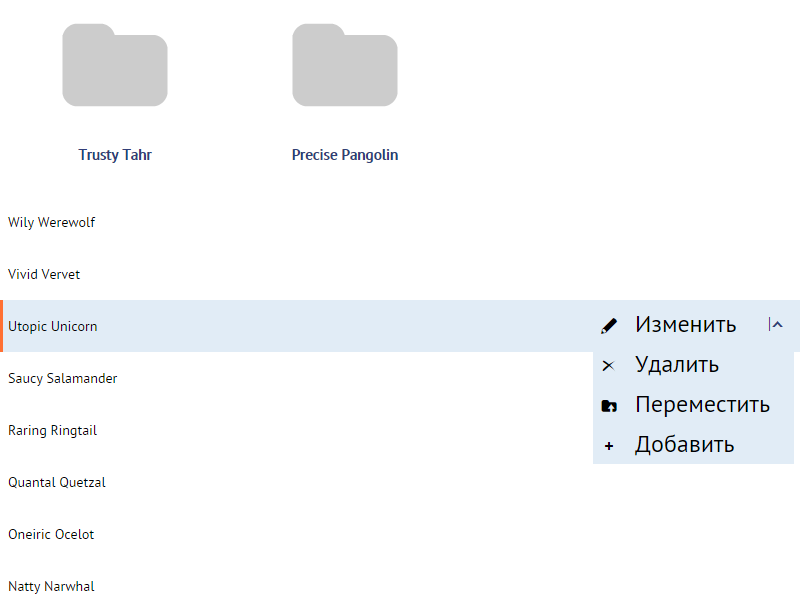 Trusty Tahr
Precise Pangolin
Wily Werewolf
Vivid Vervet
Utopic Unicorn
Изменить
Удалить
Переместить
Добавить
Saucy Salamander
Raring Ringtail
Quantal Quetzal
Oneiric Ocelot
Natty Narwhal